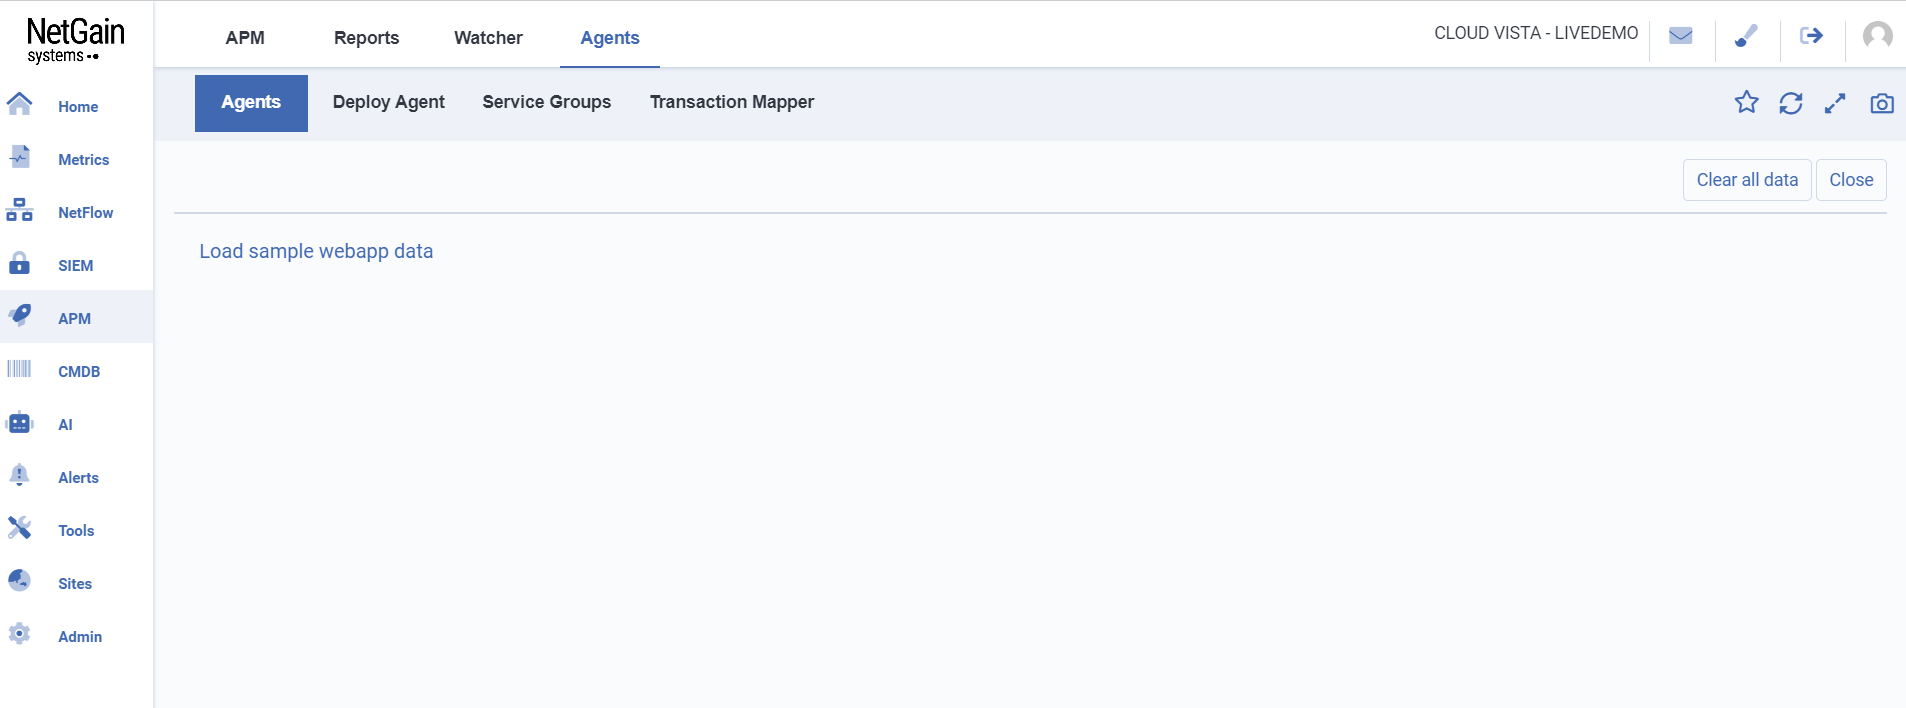 NetGain
systems
APM Reports Watcher Agents
CLOUD VISTA - LIVEDEMO
Agents Deploy Agent Service Groups Transaction Mapper
Home
Metrics
NetFlow
SIEM
APM
CMDB
AI
Alerts
Tools
Sites
Admin
Clear all data Close
Load sample webapp data